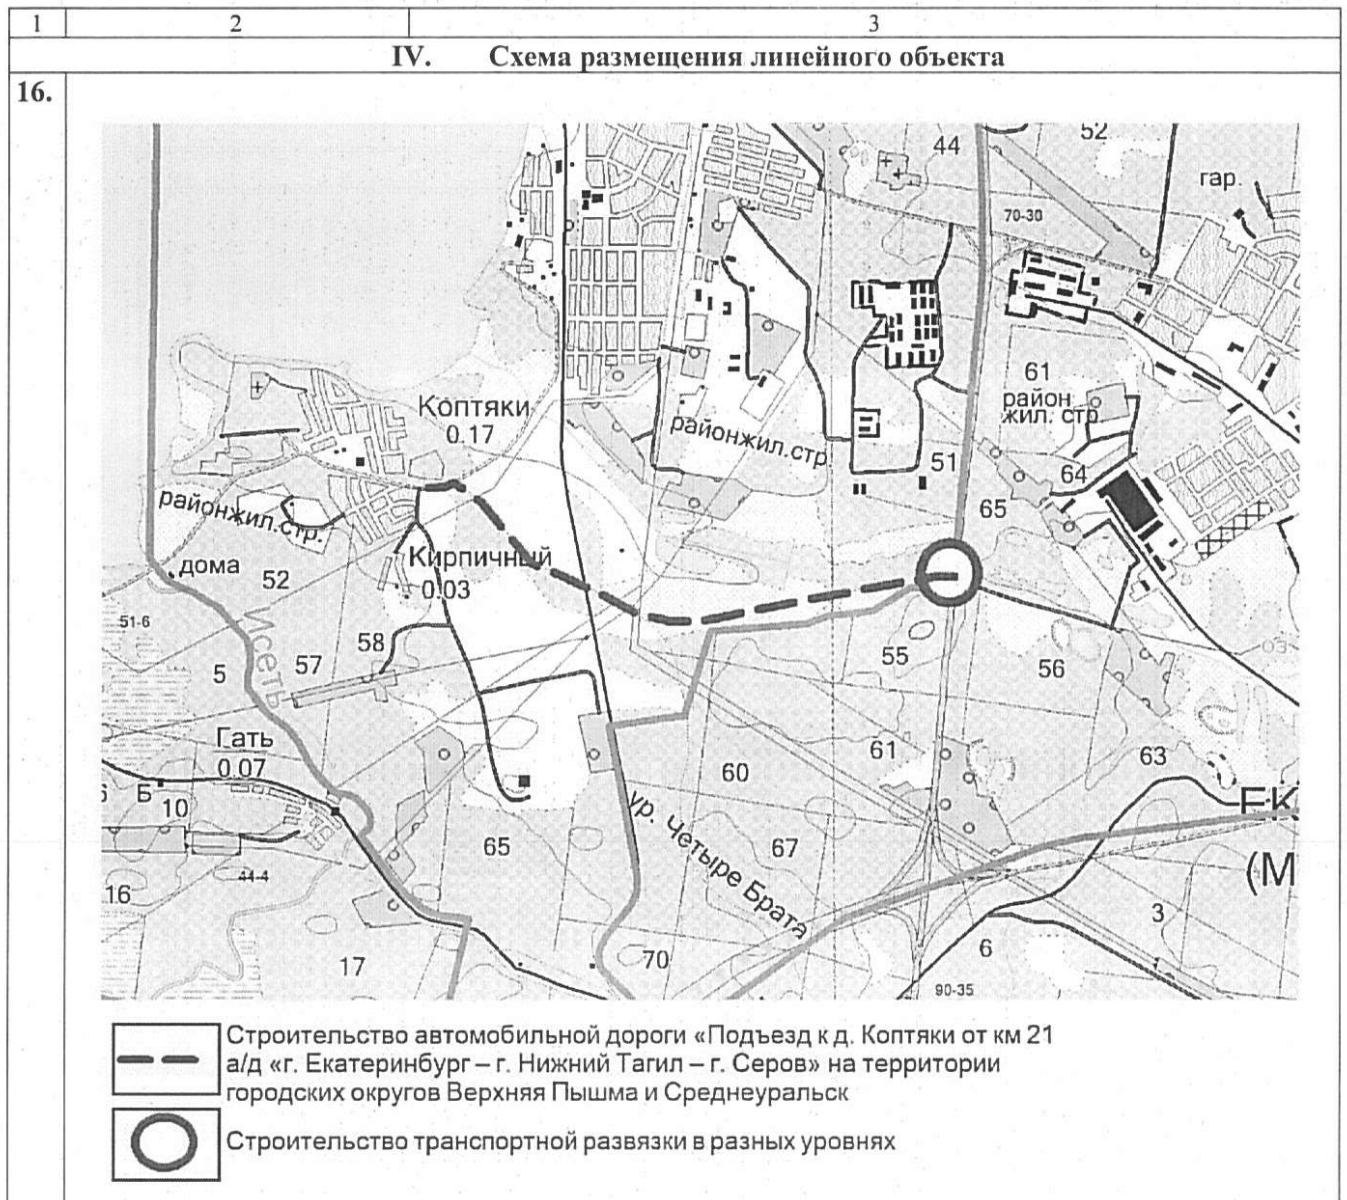 1 2 3
IV. Схема размещения линейного объекта
16.
44
52
гар.
70-30
Коптяки
0.17
61
район
жил. стр.
районжил.стр
51
64
65
районжил.стр.
Кирпичный
0.03
дома
52
51-6
58
57
5
Исеть
55
56
Гать
0.07
61
63
60
Б
10
ЕК
ур. Четыре Брата
65
67
44-4
16
(М
3
17
70
6
90-35
Строительство автомобильной дороги «Подъезд к д. Коптяки от км 21
а/д «г. Екатеринбург – г. Нижний Тагил – г. Серов» на территории
городских округов Верхняя Пышма и Среднеуральск
Строительство транспортной развязки в разных уровнях